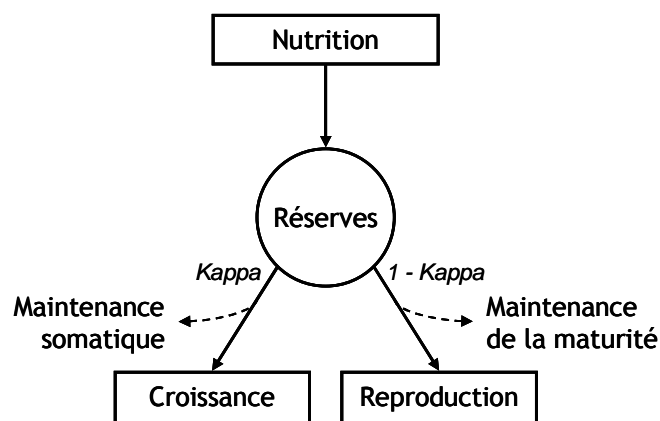 Nutrition
Réserves
Kappa
1 - Kappa
Maintenance
somatique
Maintenance
de la maturité
Croissance
Reproduction